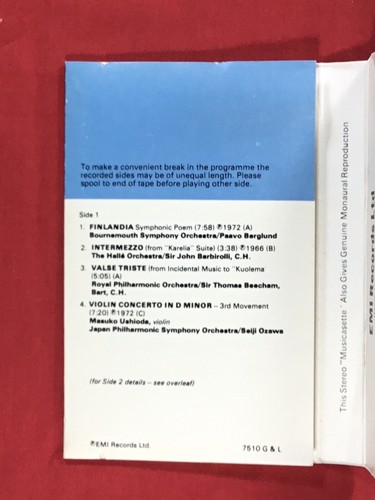 To make a convenient break in the programme the
recorded sides may be of unequal length. Please
spool to end of tape before playing other side.
Side 1
1. FINLANDIA Symphonic Poem (7:58) ℗1972 (A)
Bournemouth Symphony Orchestra/Paavo Berglund
2. INTERMEZZO (from "Karelia" Suite) (3:38) ℗1966 (B)
The Hallé Orchestra/Sir John Barbirolli, C.H.
3. VALSE TRISTE (from Incidental Music to "Kuolema
(5:05) (A)
Royal Philharmonic Orchestra/Sir Thomas Beecham,
Bart, C.H.
4. VIOLIN CONCERTO IN D MINOR – 3rd Movement
(7:20) ℗1972 (C)
Masuko Ushioda, violin
Japan Philharmonic Symphony Orchestra/Seiji Ozawa
(for Side 2 details – see overleaf)
℗EMI Records Ltd.
7510 G & L
This Stereo "Musicasette" Also Gives Genuine Monaural Reproduction
EMI Records Ltd